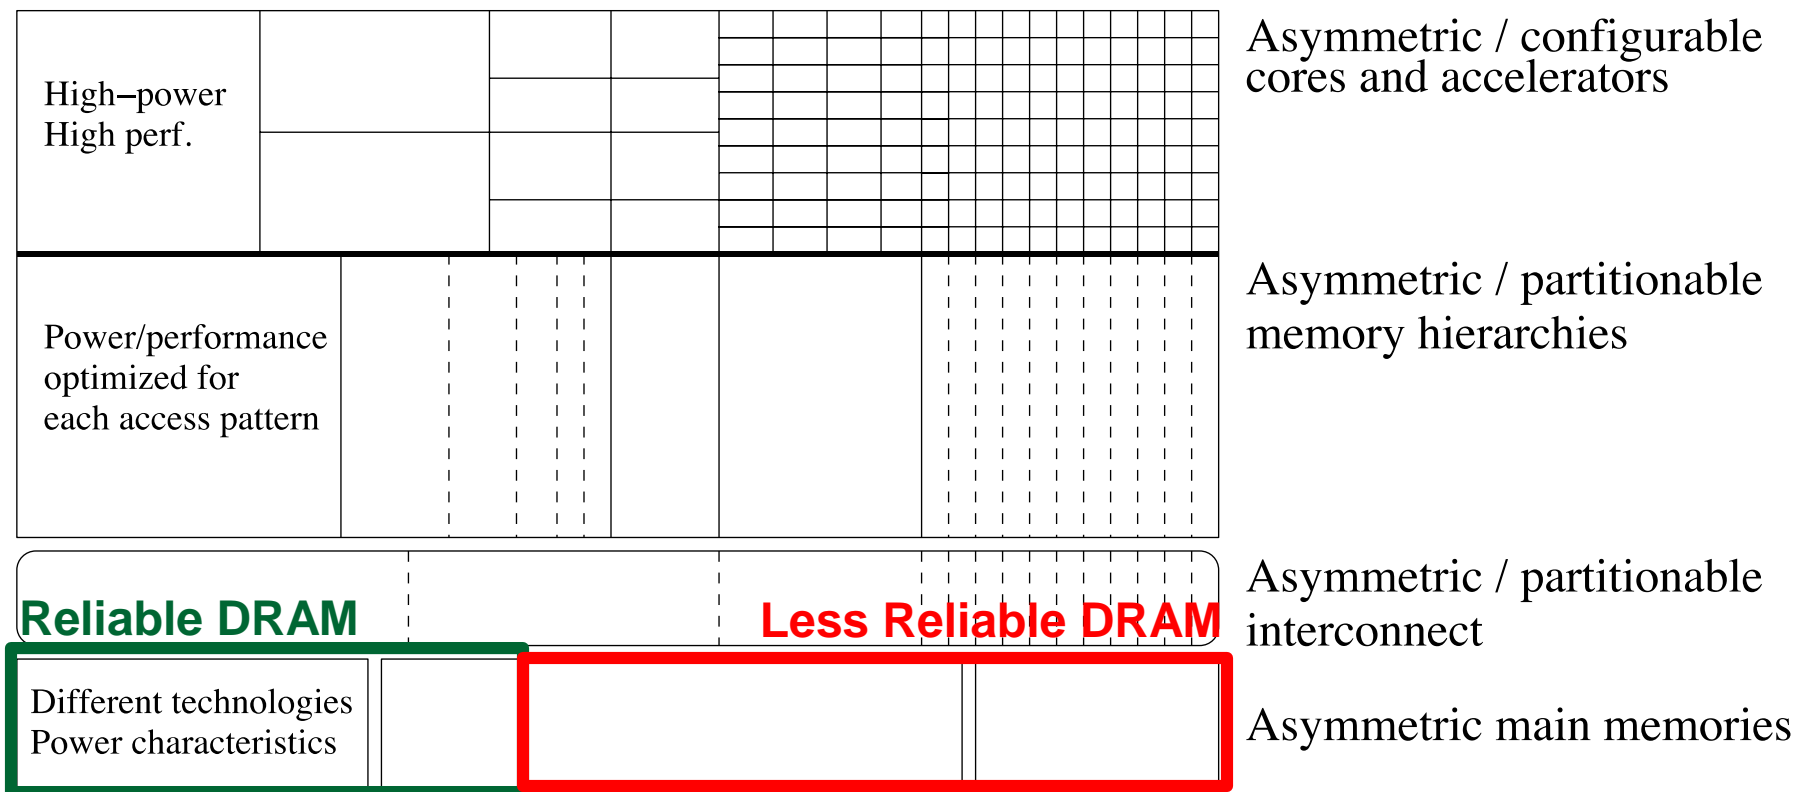 Asymmetric / configurable
cores and accelerators
High−power
High perf.
Asymmetric / partitionable
memory hierarchies
Power/performance
optimized for
each access pattern
Asymmetric / partitionable
interconnect
Reliable DRAM
Less Reliable DRAM
Different technologies
Power characteristics
Asymmetric main memories